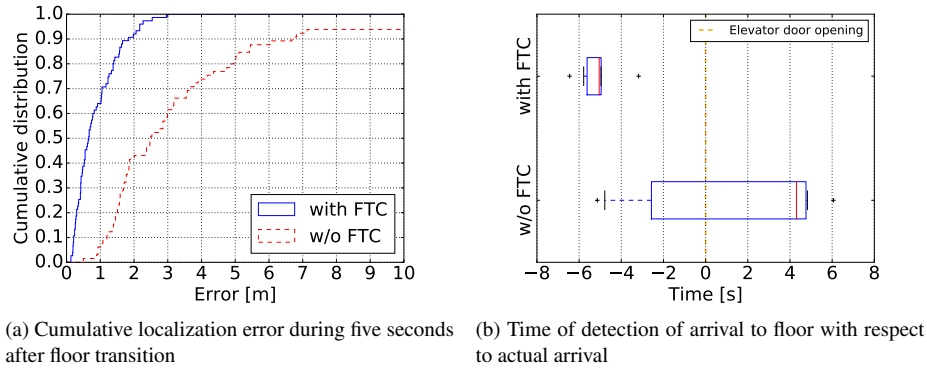 1.0
0.9
0.8
0.7
0.6
0.5
0.4
0.3
0.2
0.1
0.0
Cumulative distribution
with FTC
w/o FTC
0 1 2 3 4 5 6 7 8 9 10
Error [m]
(a) Cumulative localization error during five seconds
after floor transition
Elevator door opening
with FTC
w/o FTC
−8 −6 −4 −2 0 2 4 6 8
Time [s]
(b) Time of detection of arrival to floor with respect
to actual arrival